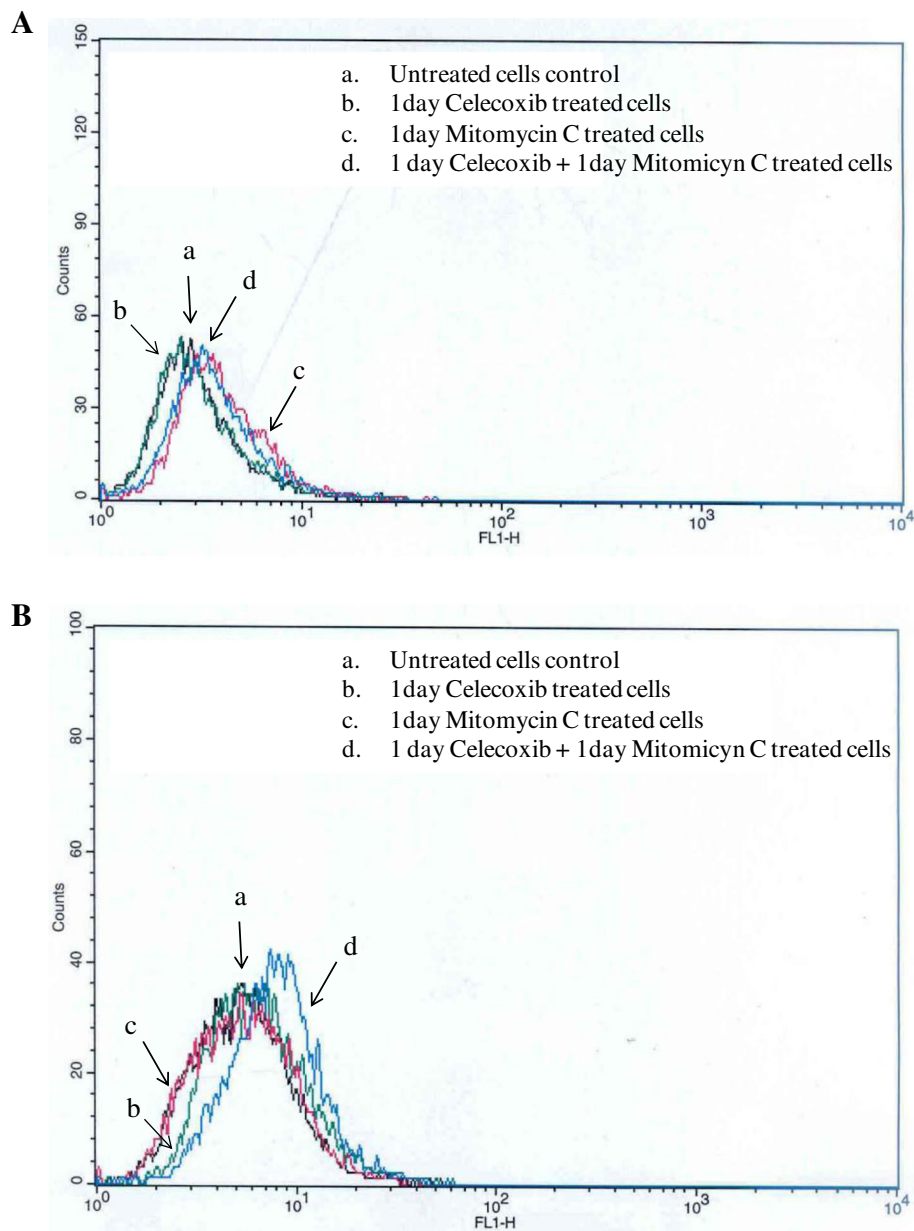 A
150
120
90
60
30
0
Counts
a. Untreated cells control
b. 1day Celecoxib treated cells
c. 1day Mitomycin C treated cells
d. 1 day Celecoxib + 1day Mitomicyn C treated cells
a
b
d
c
10⁰ 10¹ 10² 10³ 10⁴
FL1-H
B
100
80
60
40
20
0
Counts
a. Untreated cells control
b. 1day Celecoxib treated cells
c. 1day Mitomycin C treated cells
d. 1 day Celecoxib + 1day Mitomicyn C treated cells
a
d
c
b
10⁰ 10¹ 10² 10³ 10⁴
FL1-H